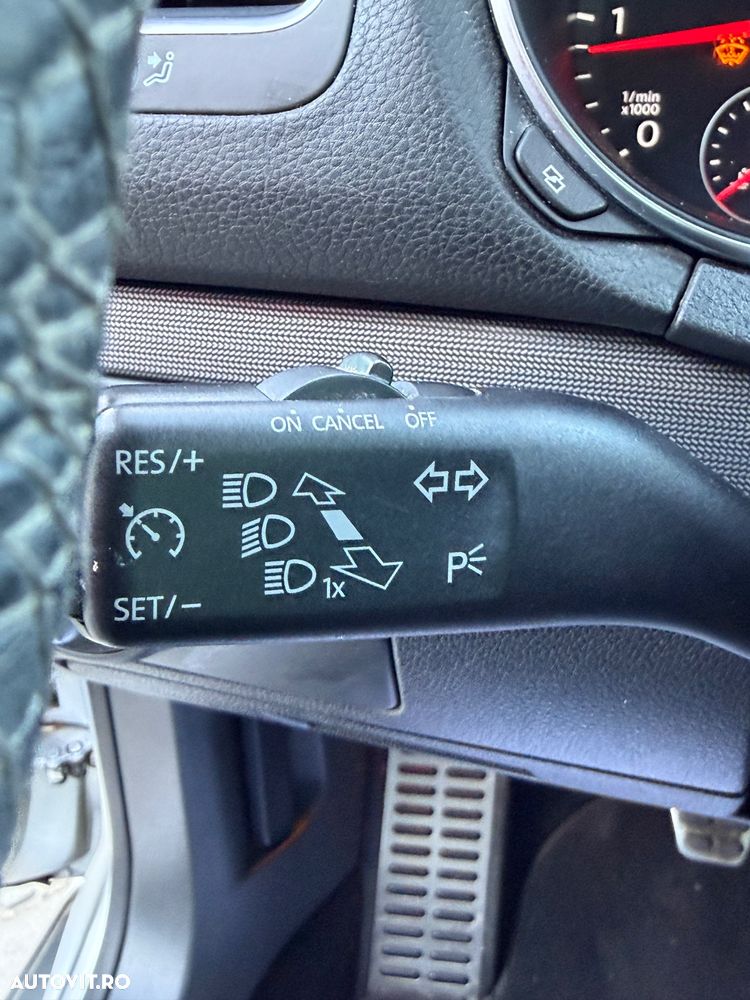 1
1/min
x1000
0
ON CANCEL OFF
RES/+
SET/-
1x
P
AUTOVIT.RO